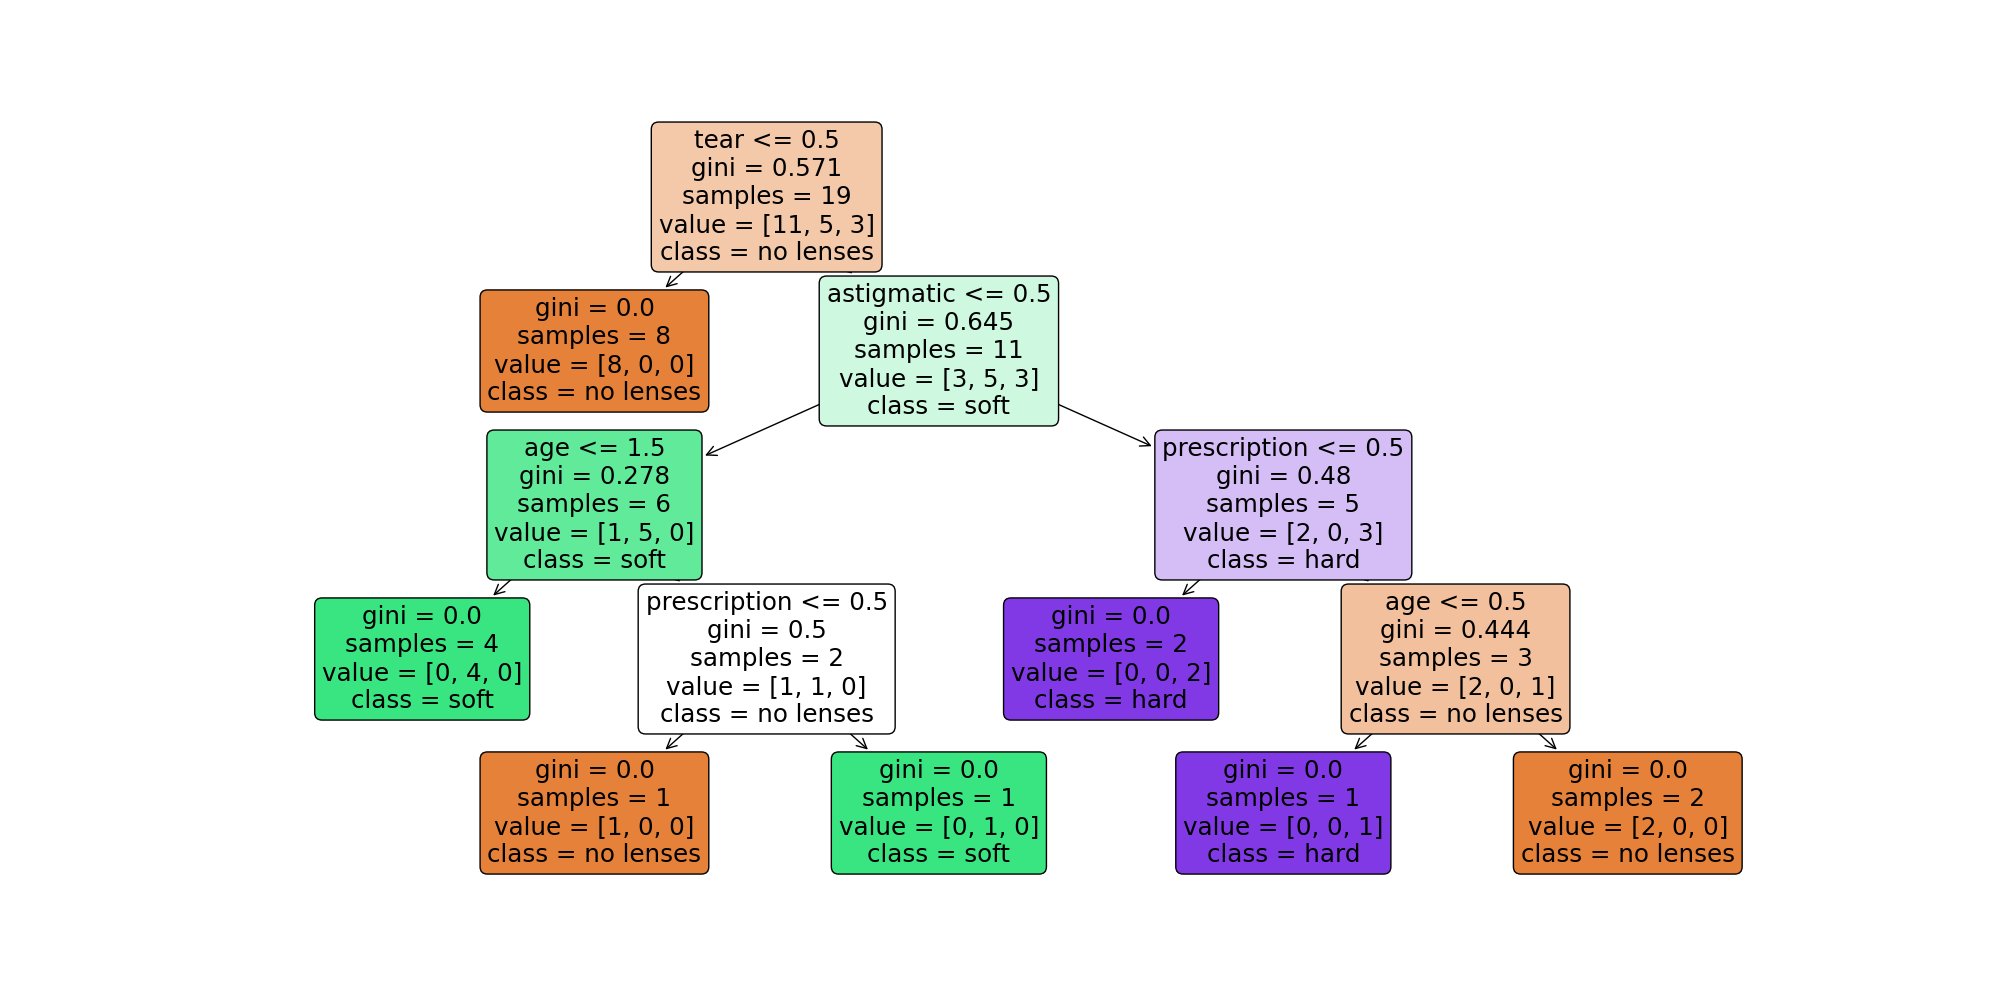 tear <= 0.5
gini = 0.571
samples = 19
value = [11, 5, 3]
class = no lenses
gini = 0.0
samples = 8
value = [8, 0, 0]
class = no lenses
astigmatic <= 0.5
gini = 0.645
samples = 11
value = [3, 5, 3]
class = soft
age <= 1.5
gini = 0.278
samples = 6
value = [1, 5, 0]
class = soft
prescription <= 0.5
gini = 0.48
samples = 5
value = [2, 0, 3]
class = hard
gini = 0.0
samples = 4
value = [0, 4, 0]
class = soft
prescription <= 0.5
gini = 0.5
samples = 2
value = [1, 1, 0]
class = no lenses
gini = 0.0
samples = 2
value = [0, 0, 2]
class = hard
age <= 0.5
gini = 0.444
samples = 3
value = [2, 0, 1]
class = no lenses
gini = 0.0
samples = 1
value = [1, 0, 0]
class = no lenses
gini = 0.0
samples = 1
value = [0, 1, 0]
class = soft
gini = 0.0
samples = 1
value = [0, 0, 1]
class = hard
gini = 0.0
samples = 2
value = [2, 0, 0]
class = no lenses